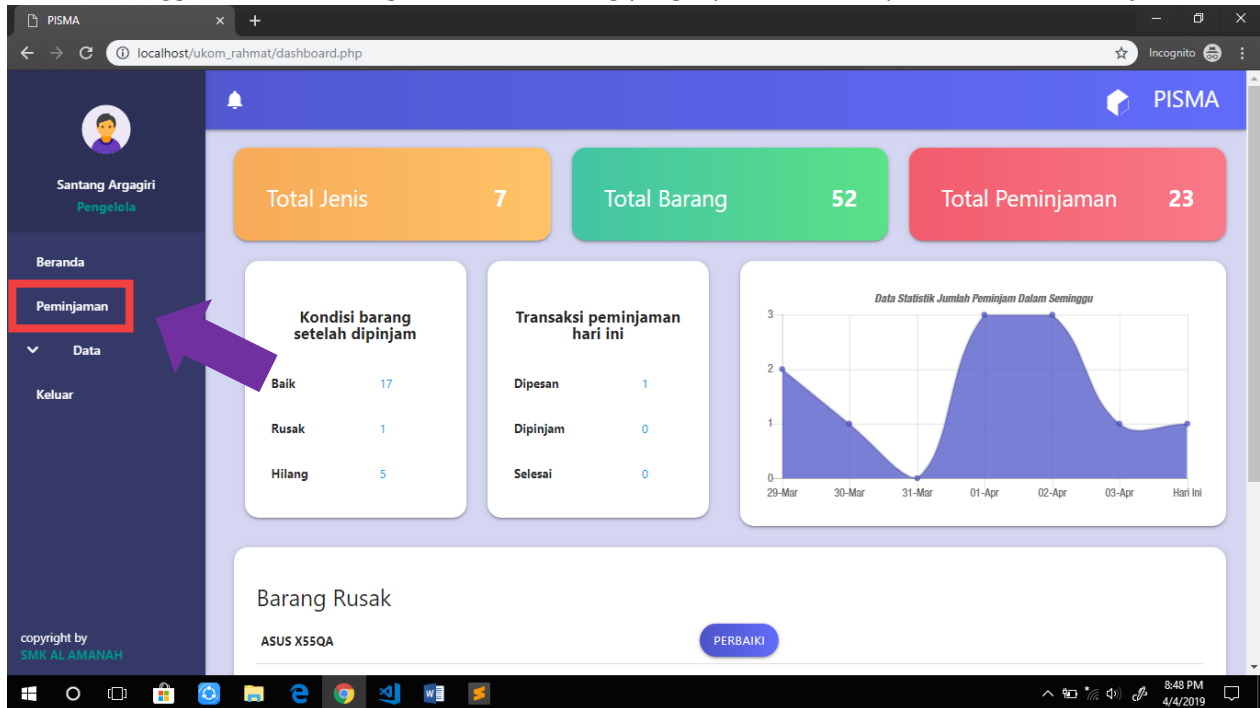 PISMA
localhost/ukom_rahmat/dashboard.php
Incognito
PISMA
Santang Argagiri
Pengelola
Beranda
Peminjaman
Data
Keluar
copyright by
SMK AL AMANAH
Total Jenis 7
Total Barang 52
Total Peminjaman 23
Kondisi barang
setelah dipinjam
Baik 17
Rusak 1
Hilang 5
Transaksi peminjaman
hari ini
Dipesan 1
Dipinjam 0
Selesai 0
Data Statistik Jumlah Peminjam Dalam Seminggu
3
2
1
0
29-Mar 30-Mar 31-Mar 01-Apr 02-Apr 03-Apr Hari Ini
Barang Rusak
ASUS X55QA PERBAIKI
8:48 PM
4/4/2019